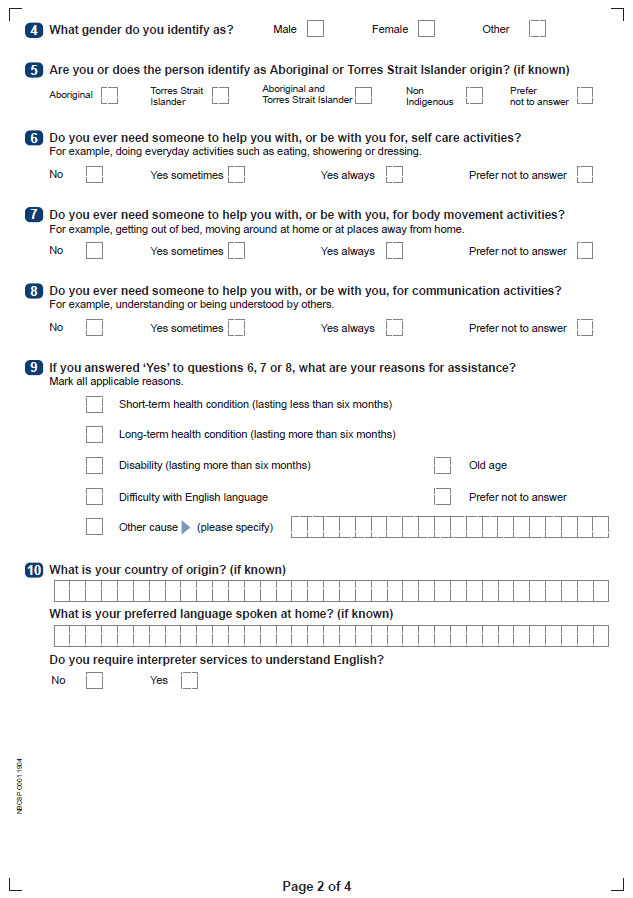 4 What gender do you identify as? Male Female Other
5 Are you or does the person identify as Aboriginal or Torres Strait Islander origin? (if known)
Aboriginal
Torres Strait
Islander
Aboriginal and
Torres Strait Islander
Non
Indigenous
Prefer
not to answer
6 Do you ever need someone to help you with, or be with you for, self care activities?
For example, doing everyday activities such as eating, showering or dressing.
No Yes sometimes Yes always Prefer not to answer
7 Do you ever need someone to help you with, or be with you, for body movement activities?
For example, getting out of bed, moving around at home or at places away from home.
No Yes sometimes Yes always Prefer not to answer
8 Do you ever need someone to help you with, or be with you, for communication activities?
For example, understanding or being understood by others.
No Yes sometimes Yes always Prefer not to answer
9 If you answered ‘Yes’ to questions 6, 7 or 8, what are your reasons for assistance?
Mark all applicable reasons.
Short-term health condition (lasting less than six months)
Long-term health condition (lasting more than six months)
Disability (lasting more than six months) Old age
Difficulty with English language Prefer not to answer
Other cause (please specify)
10 What is your country of origin? (if known)
What is your preferred language spoken at home? (if known)
Do you require interpreter services to understand English?
No Yes
NBCSP C001 1904
Page 2 of 4